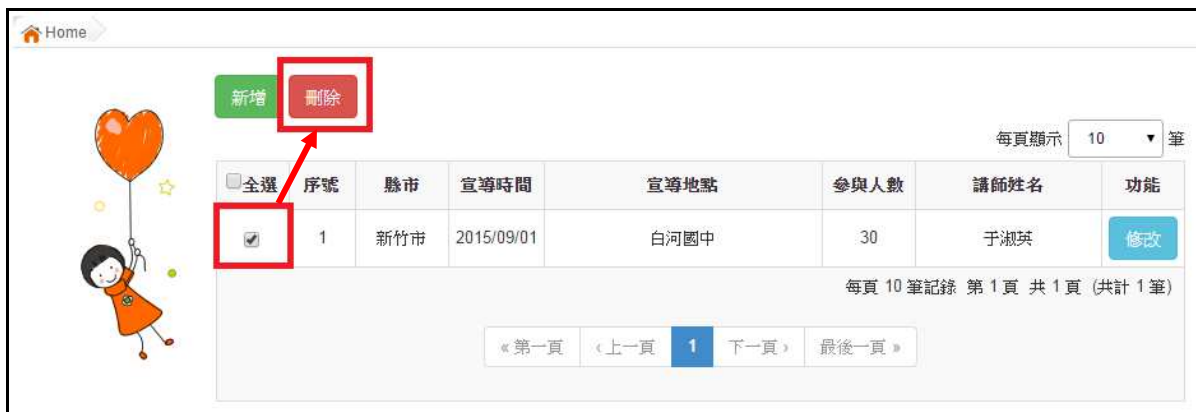 Home
新增 刪除
每頁顯示 10 筆
全選 序號 縣市 宣導時間 宣導地點 參與人數 講師姓名 功能
1 新竹市 2015/09/01 白河國中 30 于淑英 修改
每頁 10 筆記錄 第 1 頁 共 1 頁 (共計 1 筆)
«第一頁 ‹上一頁 1 下一頁› 最後一頁»